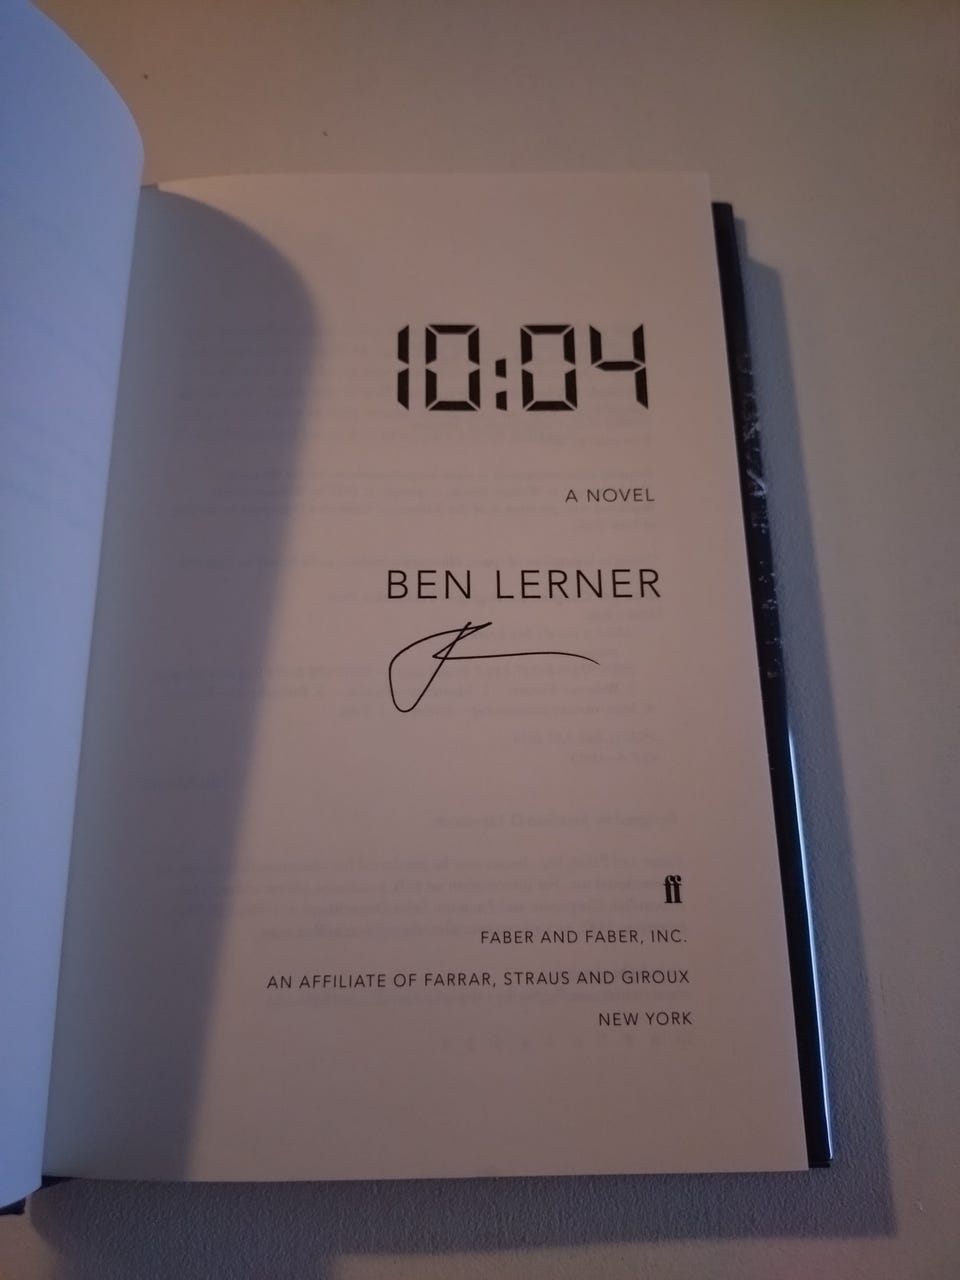 10:04
A NOVEL
BEN LERNER
ff
FABER AND FABER, INC.
AN AFFILIATE OF FARRAR, STRAUS AND GIROUX
NEW YORK